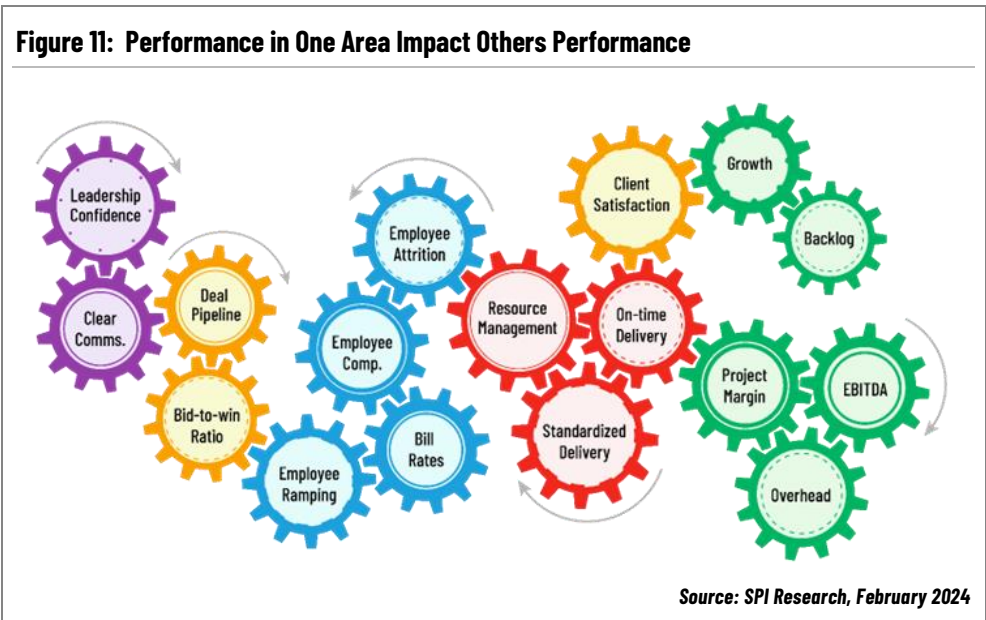 Figure 11: Performance in One Area Impact Others Performance
Leadership
Confidence
Clear
Comms.
Deal
Pipeline
Bid-to-win
Ratio
Employee
Attrition
Employee
Comp.
Employee
Ramping
Bill
Rates
Resource
Management
On-time
Delivery
Standardized
Delivery
Client
Satisfaction
Growth
Backlog
Project
Margin
EBITDA
Overhead
Source: SPI Research, February 2024